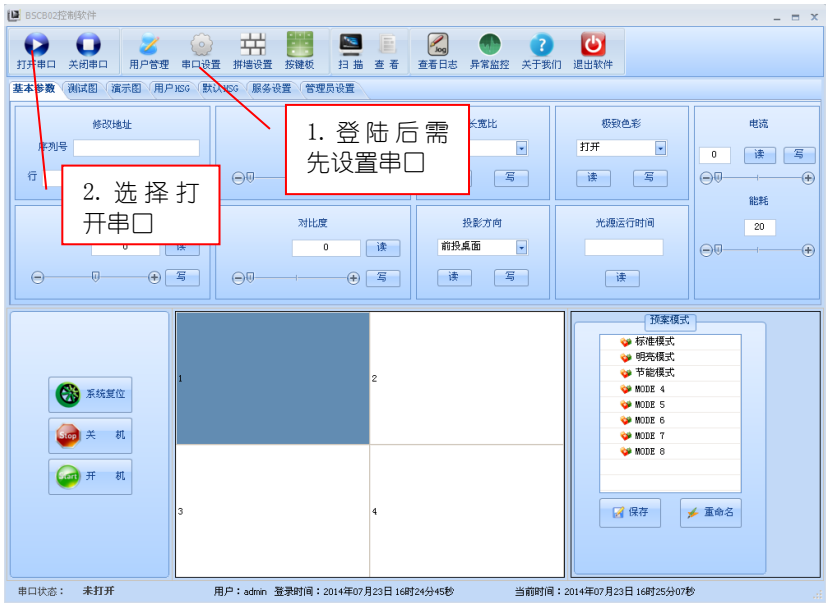 BSCB02控制软件
打开串口 关闭串口 用户管理 串口设置 拼墙设置 按键板 扫 描 查 看 查看日志 异常监控 关于我们 退出软件
基本参数 测试图 演示图 用户MSG 默认MSG 服务设置 管理员设置
修改地址 长宽比 极致色彩 电流
序列号 打开 0 读 写
行 写 读 写
1. 登陆后需
先设置串口
2. 选择打
开串口
能耗
20
对比度 投影方向 光源运行时间
0 读 0 读 前投桌面
写 写 读 写 读
预案模式
标准模式
明亮模式
节能模式
MODE 4
MODE 5
MODE 6
MODE 7
MODE 8
保存 重命名
系统复位
Stop 关 机
Start 开 机
1 2
3 4
串口状态： 未打开 用户：admin 登录时间：2014年07月23日16时24分45秒 当前时间：2014年07月23日16时25分07秒